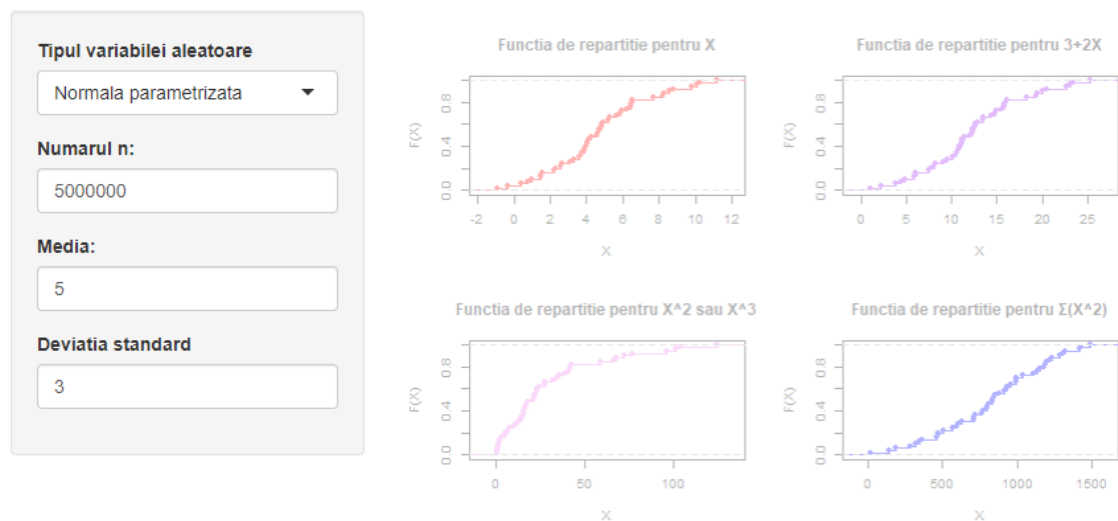 Tipul variabilei aleatoare
Normala parametrizata
Numarul n:
5000000
Media:
5
Deviatia standard
3
Functia de repartitie pentru X
F(X)
0.0 0.4 0.8
-2 0 2 4 6 8 10 12
X
Functia de repartitie pentru 3+2X
F(X)
0.0 0.4 0.8
0 5 10 15 20 25
X
Functia de repartitie pentru X^2 sau X^3
F(X)
0.0 0.4 0.8
0 50 100
X
Functia de repartitie pentru Σ(X^2)
F(X)
0.0 0.4 0.8
0 500 1000 1500
X